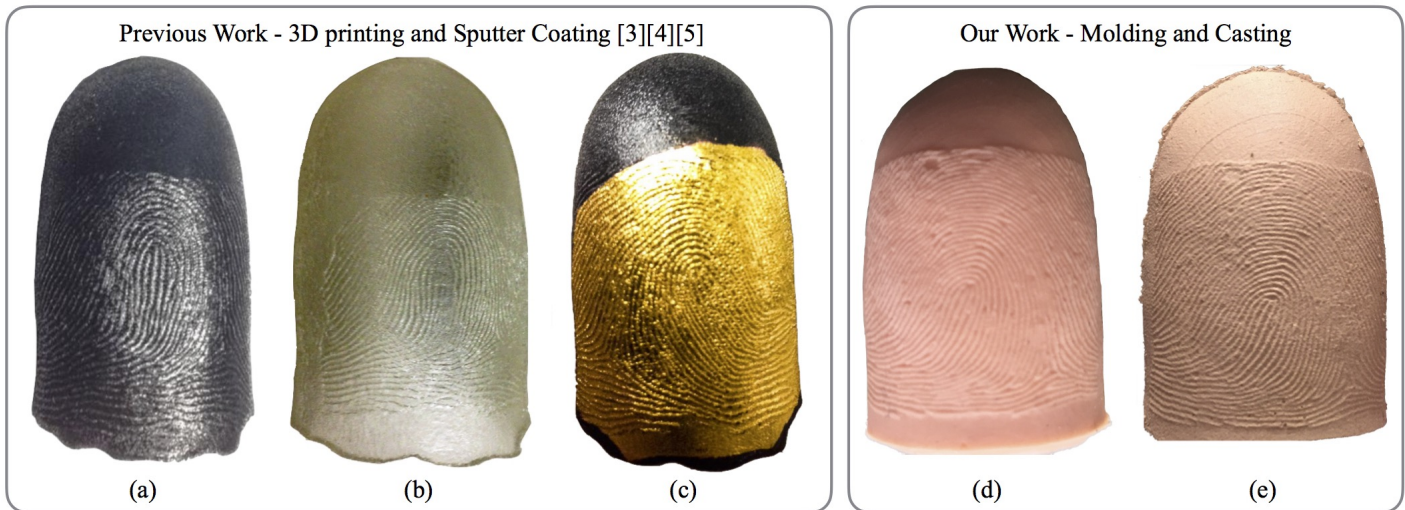 Previous Work - 3D printing and Sputter Coating [3][4][5]
Our Work - Molding and Casting
(a)
(b)
(c)
(d)
(e)